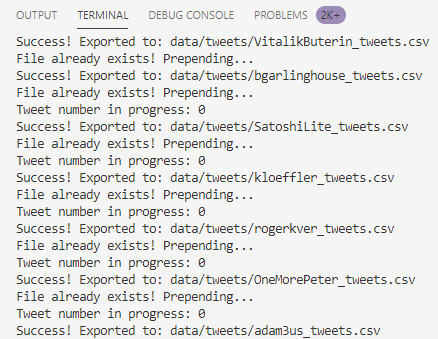 OUTPUT TERMINAL DEBUG CONSOLE PROBLEMS 2K+
Success! Exported to: data/tweets/VitalikButerin_tweets.csv
File already exists! Prepending...
Success! Exported to: data/tweets/bgarlinghouse_tweets.csv
File already exists! Prepending...
Tweet number in progress: 0
Success! Exported to: data/tweets/SatoshiLite_tweets.csv
File already exists! Prepending...
Tweet number in progress: 0
Success! Exported to: data/tweets/kloeffler_tweets.csv
File already exists! Prepending...
Tweet number in progress: 0
Success! Exported to: data/tweets/rogerkver_tweets.csv
File already exists! Prepending...
Tweet number in progress: 0
Success! Exported to: data/tweets/OneMorePeter_tweets.csv
File already exists! Prepending...
Tweet number in progress: 0
Success! Exported to: data/tweets/adam3us_tweets.csv